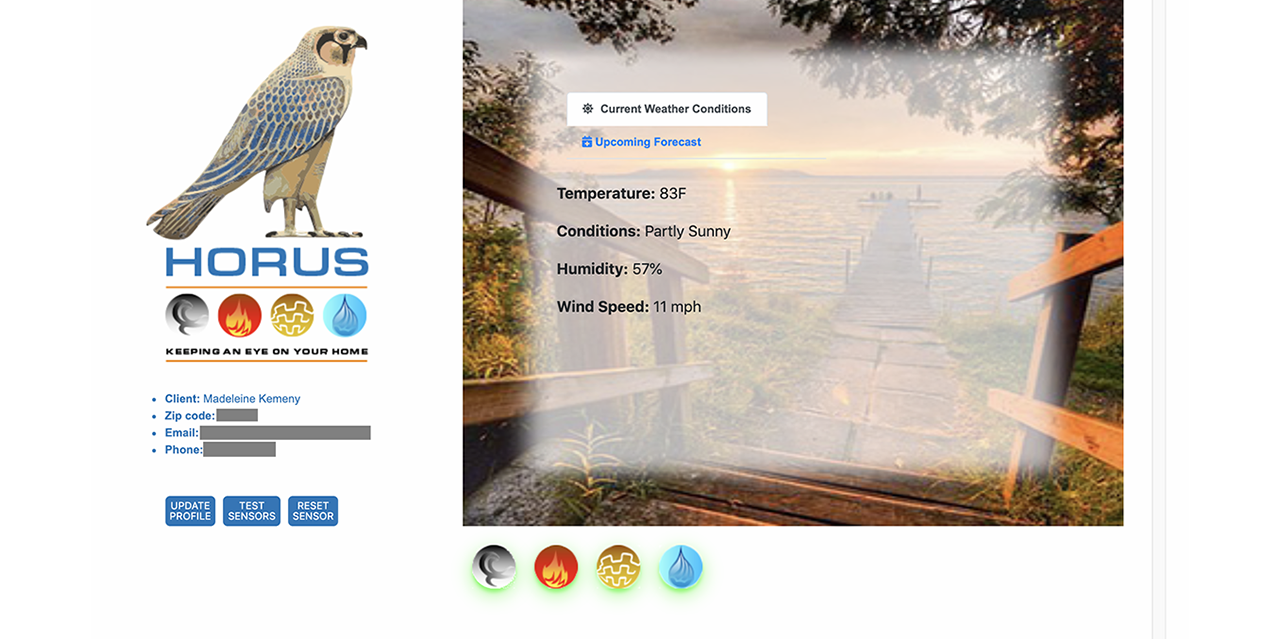 HORUS
KEEPING AN EYE ON YOUR HOME
Client: Madeleine Kemeny
Zip code:
Email:
Phone:
UPDATE
PROFILE
TEST
SENSORS
RESET
SENSOR
Current Weather Conditions
Upcoming Forecast
Temperature: 83F
Conditions: Partly Sunny
Humidity: 57%
Wind Speed: 11 mph